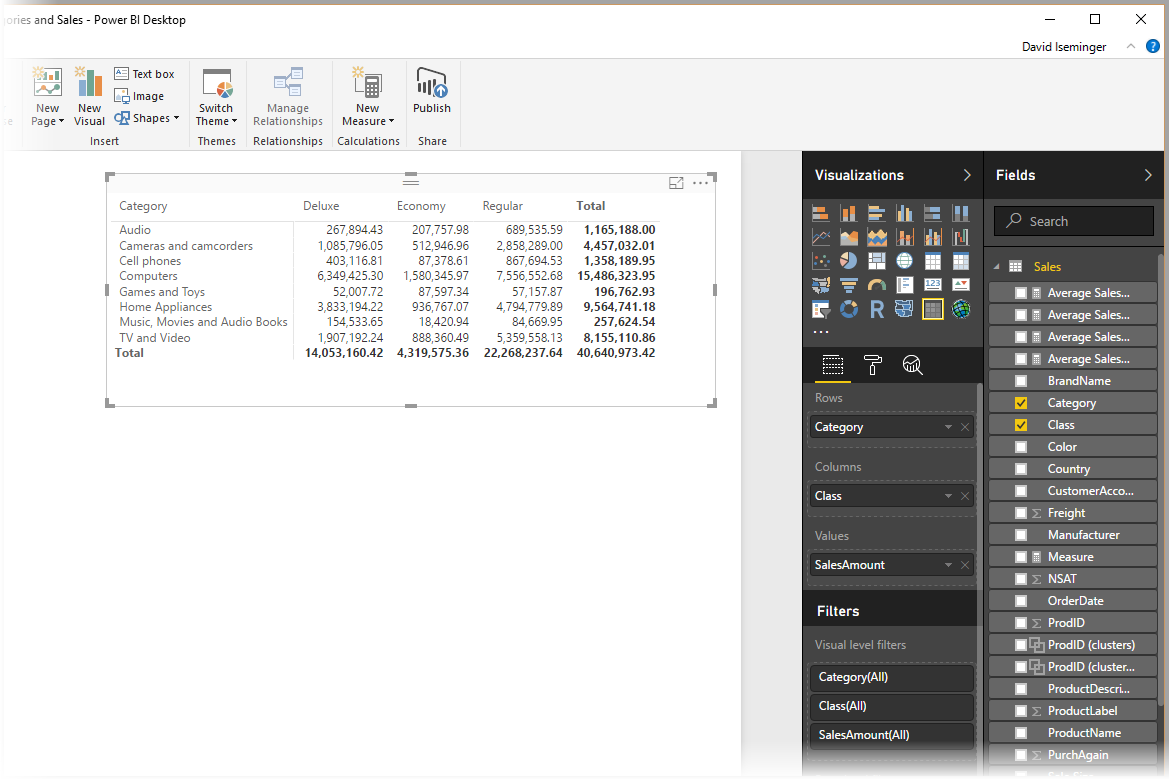 ories and Sales - Power BI Desktop
David Iseminger
?
New Page
New Visual
Text box
Image
Shapes
Insert
Switch Theme
Themes
Manage Relationships
Relationships
New Measure
Calculations
Publish
Share
Category Deluxe Economy Regular Total
Audio 267,894.43 207,757.98 689,535.59 1,165,188.00
Cameras and camcorders 1,085,796.05 512,946.96 2,858,289.00 4,457,032.01
Cell phones 403,116.81 87,378.61 867,694.53 1,358,189.95
Computers 6,349,425.30 1,580,345.97 7,556,552.68 15,486,323.95
Games and Toys 52,007.72 87,597.34 57,157.87 196,762.93
Home Appliances 3,833,194.22 936,767.07 4,794,779.89 9,564,741.18
Music, Movies and Audio Books 154,533.65 18,420.94 84,669.95 257,624.54
TV and Video 1,907,192.24 888,360.49 5,359,558.13 8,155,110.86
Total 14,053,160.42 4,319,575.36 22,268,237.64 40,640,973.42
Visualizations
123
R
Rows
Category
Columns
Class
Values
SalesAmount
Filters
Visual level filters
Category(All)
Class(All)
SalesAmount(All)
Fields
Search
Sales
Average Sales...
Average Sales...
Average Sales...
Average Sales...
BrandName
Category
Class
Color
Country
CustomerAcco...
Σ Freight
Manufacturer
Measure
Σ NSAT
OrderDate
Σ ProdID
ProdID (clusters)
ProdID (cluster...
ProductDescri...
Σ ProductLabel
ProductName
Σ PurchAgain